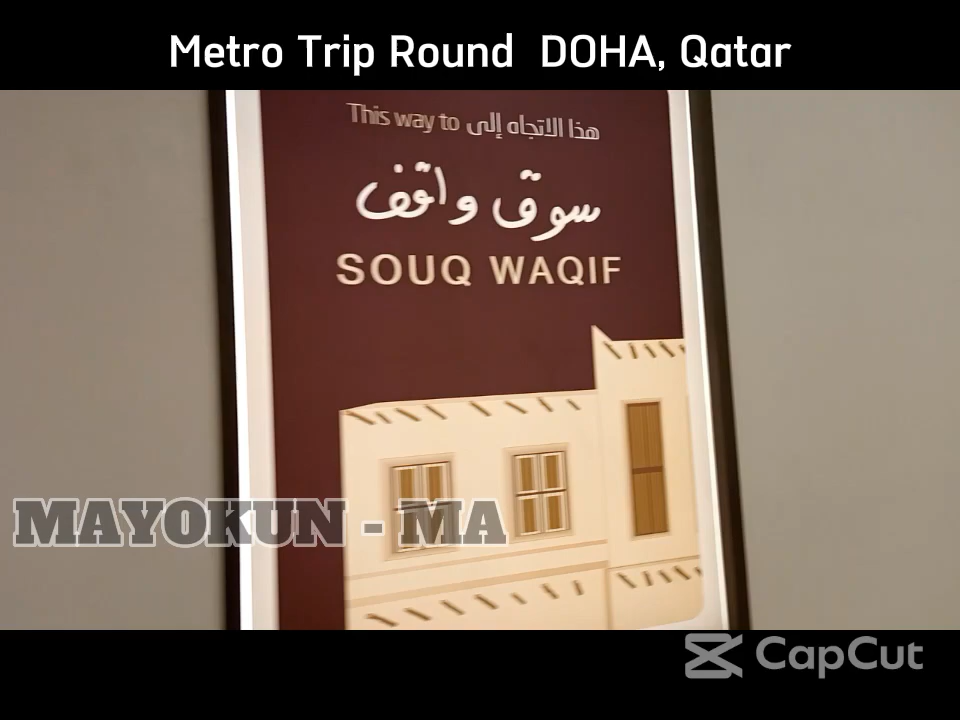 Metro Trip Round DOHA, Qatar
This way to هذا الاتجاه إلى
سوق واقف
SOUQ WAQIF
MAYOKUN - MA
CapCut